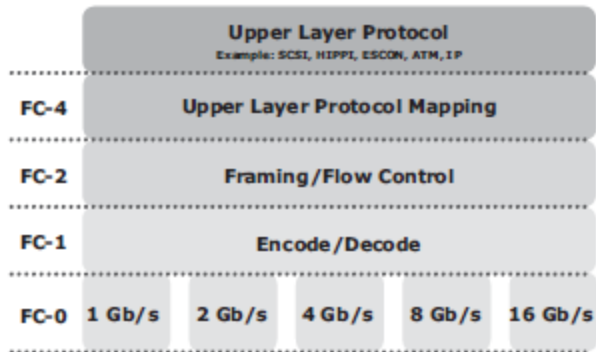 Upper Layer Protocol
Example: SCSI, HIPPI, ESCON, ATM, IP
FC-4 Upper Layer Protocol Mapping
FC-2 Framing/Flow Control
FC-1 Encode/Decode
FC-0 1 Gb/s 2 Gb/s 4 Gb/s 8 Gb/s 16 Gb/s